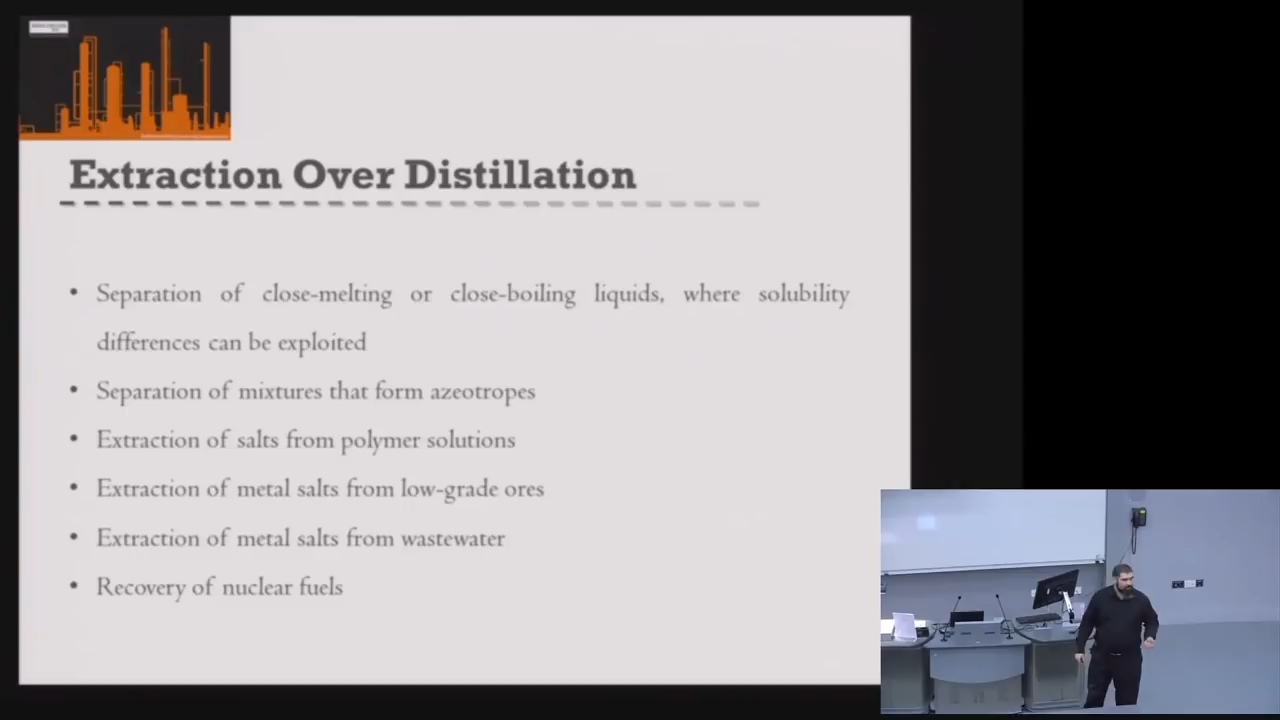 Extraction Over Distillation
• Separation of close-melting or close-boiling liquids, where solubility
differences can be exploited
• Separation of mixtures that form azeotropes
• Extraction of salts from polymer solutions
• Extraction of metal salts from low-grade ores
• Extraction of metal salts from wastewater
• Recovery of nuclear fuels